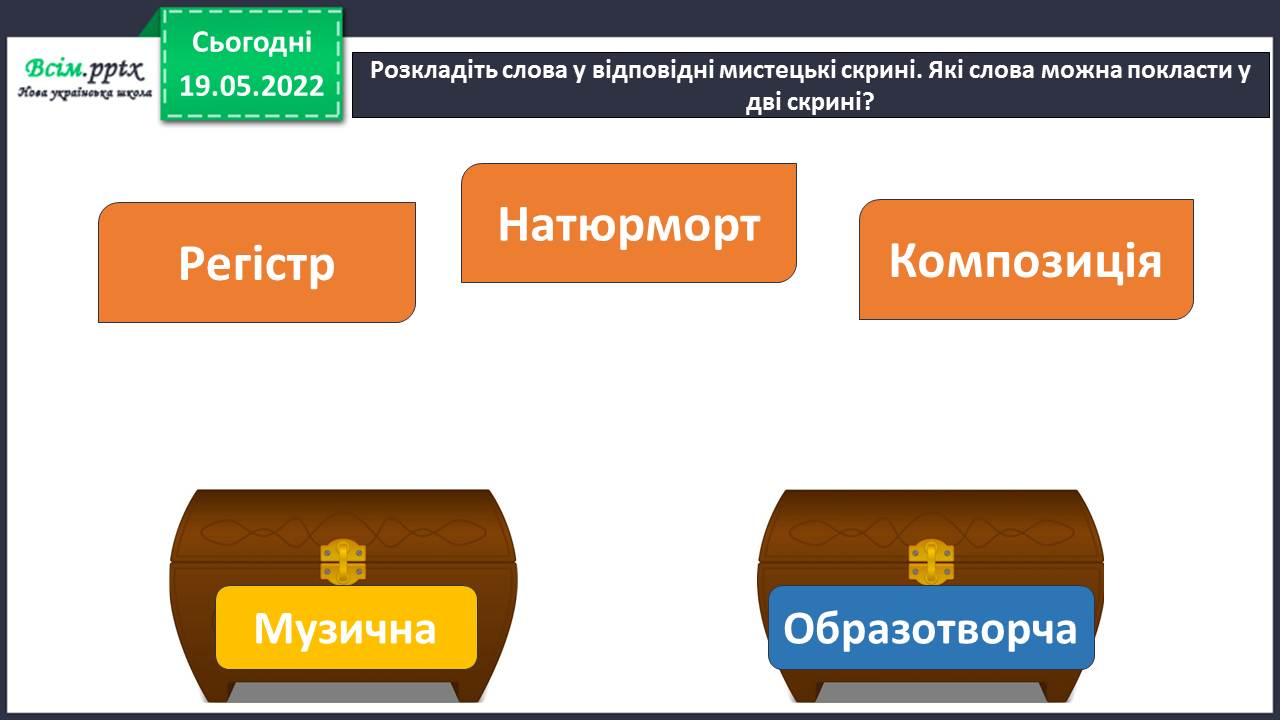 Всім.pptx
Нова українська школа
Сьогодні
19.05.2022
Розкладіть слова у відповідні мистецькі скрині. Які слова можна покласти у
дві скрині?
Регістр
Натюрморт
Композиція
Музична
Образотворча